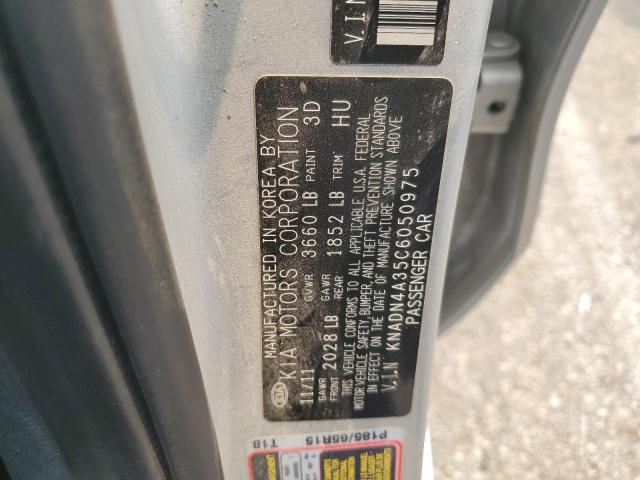 V.I.N
MANUFACTURED IN KOREA BY
KIA KIA MOTORS CORPORATION
11/11 GVWR 3660 LB PAINT 3D
GAWR FRONT 2028 LB GAWR REAR 1852 LB TRIM HU
THIS VEHICLE CONFORMS TO ALL APPLICABLE U.S.A. FEDERAL
MOTOR VEHICLE SAFETY, BUMPER, AND THEFT PREVENTION STANDARDS
IN EFFECT ON THE DATE OF MANUFACTURE SHOWN ABOVE
V.I.N KNADN4A35C6050975
PASSENGER CAR
P185/65R15
T18